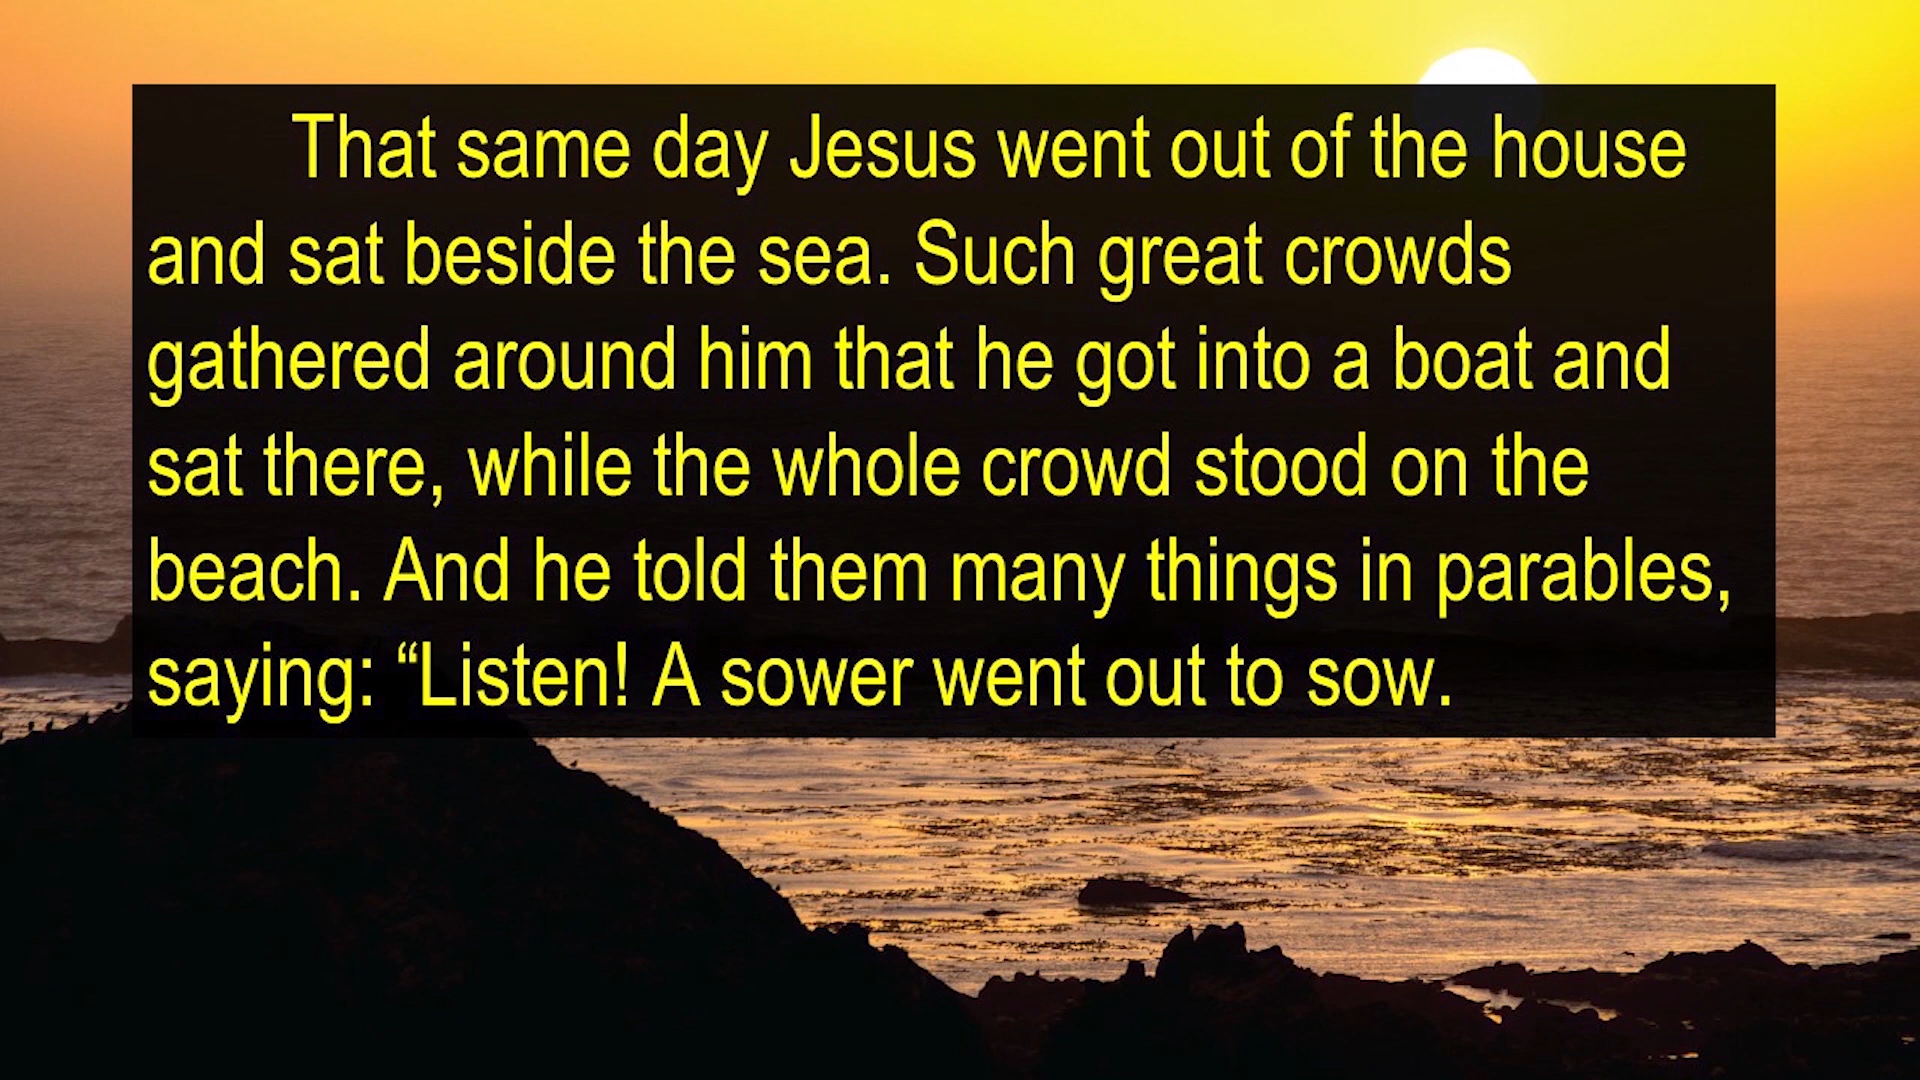 That same day Jesus went out of the house
and sat beside the sea. Such great crowds
gathered around him that he got into a boat and
sat there, while the whole crowd stood on the
beach. And he told them many things in parables,
saying: “Listen! A sower went out to sow.